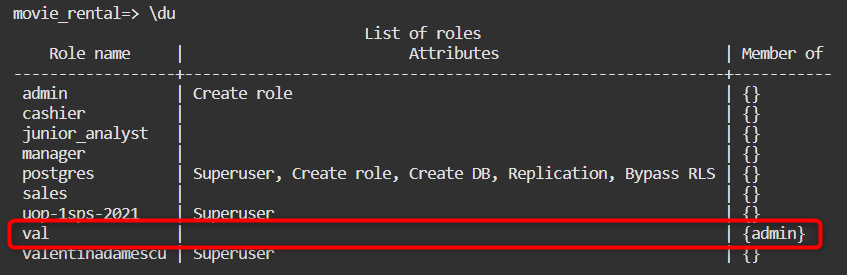 movie_rental=> \du
                                         List of roles
    Role name     |                         Attributes                         | Member of
------------------+------------------------------------------------------------+-----------
 admin            | Create role                                                | {}
 cashier          |                                                            | {}
 junior_analyst   |                                                            | {}
 manager          |                                                            | {}
 postgres         | Superuser, Create role, Create DB, Replication, Bypass RLS | {}
 sales            |                                                            | {}
 uop-1sps-2021    | Superuser                                                  | {}
 val              |                                                            | {admin}
 valentinadamescu | Superuser                                                  | {}